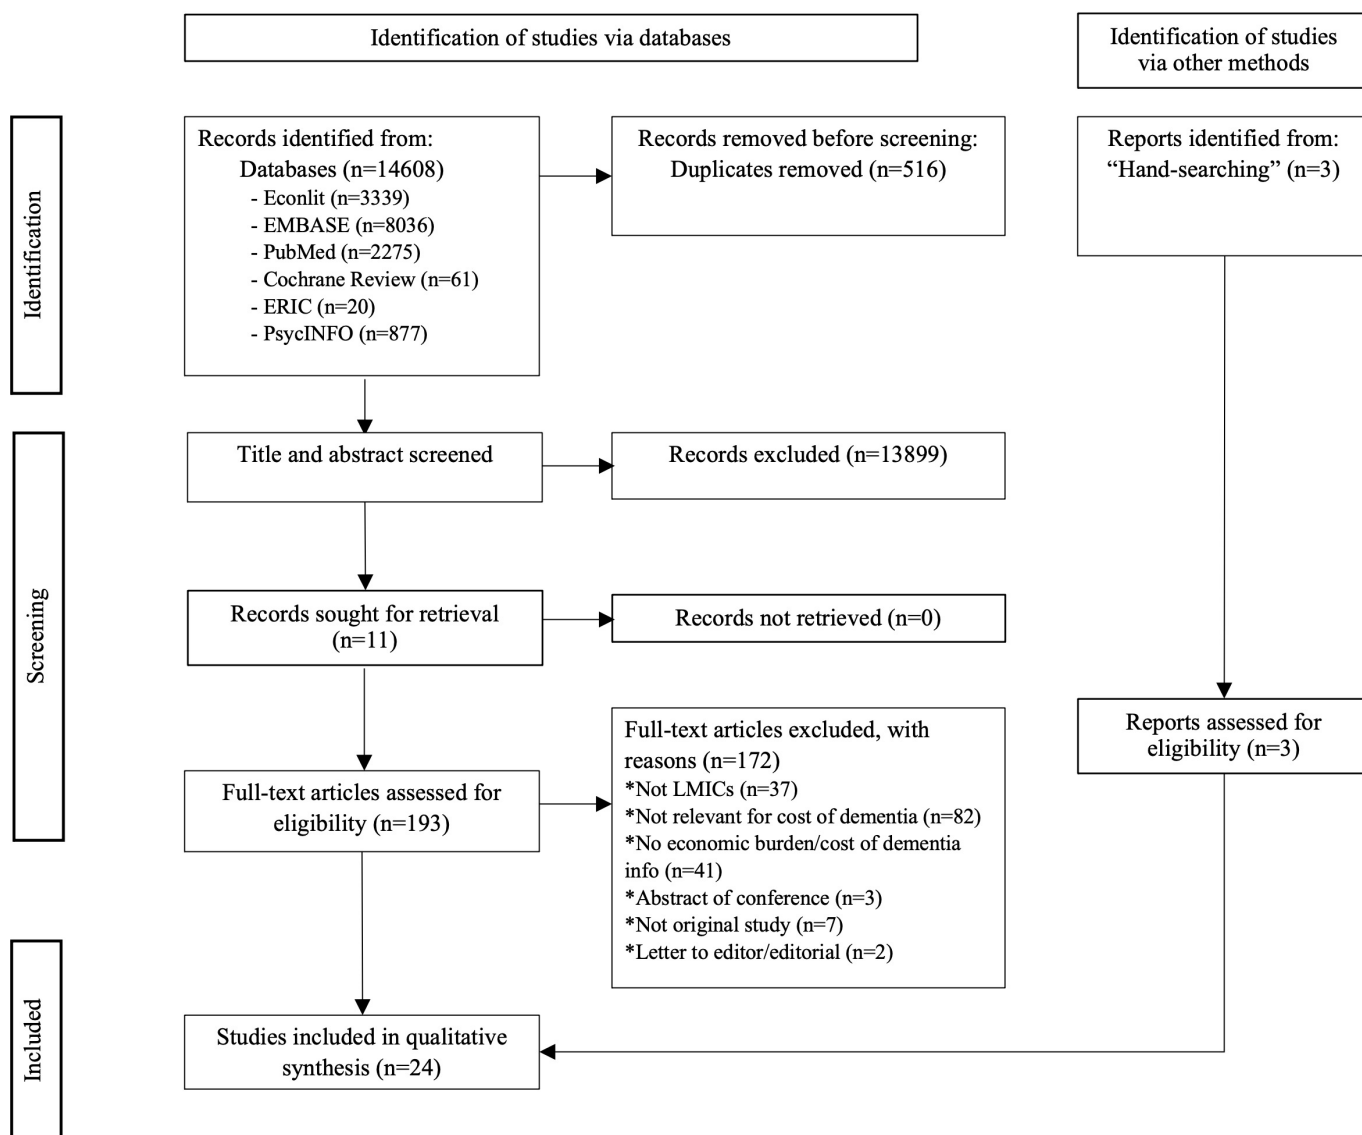 Identification of studies via databases
Identification of studies
via other methods
Identification
Records identified from:
Databases (n=14608)
- Econlit (n=3339)
- EMBASE (n=8036)
- PubMed (n=2275)
- Cochrane Review (n=61)
- ERIC (n=20)
- PsycINFO (n=877)
Records removed before screening:
Duplicates removed (n=516)
Reports identified from:
“Hand-searching” (n=3)
Screening
Title and abstract screened
Records excluded (n=13899)
Records sought for retrieval
(n=11)
Records not retrieved (n=0)
Full-text articles assessed for
eligibility (n=193)
Full-text articles excluded, with
reasons (n=172)
*Not LMICs (n=37)
*Not relevant for cost of dementia (n=82)
*No economic burden/cost of dementia
info (n=41)
*Abstract of conference (n=3)
*Not original study (n=7)
*Letter to editor/editorial (n=2)
Reports assessed for
eligibility (n=3)
Included
Studies included in qualitative
synthesis (n=24)